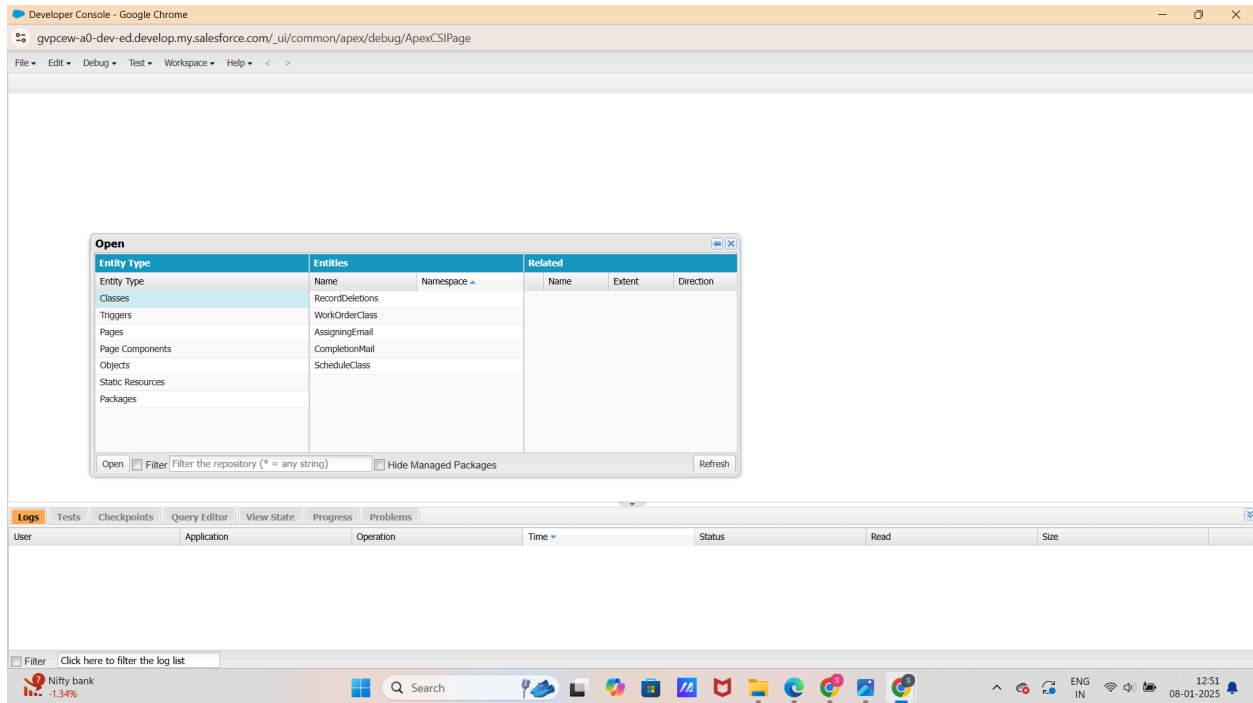 Developer Console - Google Chrome
gvpcew-a0-dev-ed.develop.my.salesforce.com/_ui/common/apex/debug/ApexCSIPage
File Edit Debug Test Workspace Help < >
Open
Entity Type Entities Related
Entity Type Name Namespace Name Extent Direction
Classes RecordDeletions
Triggers WorkOrderClass
Pages AssigningEmail
Page Components CompletionMail
Objects ScheduleClass
Static Resources
Packages
Open Filter Filter the repository (* = any string) Hide Managed Packages Refresh
Logs Tests Checkpoints Query Editor View State Progress Problems
User Application Operation Time Status Read Size
Filter Click here to filter the log list
7 Nifty bank
-1.34%
Search
S
S
ENG
IN
12:51
08-01-2025